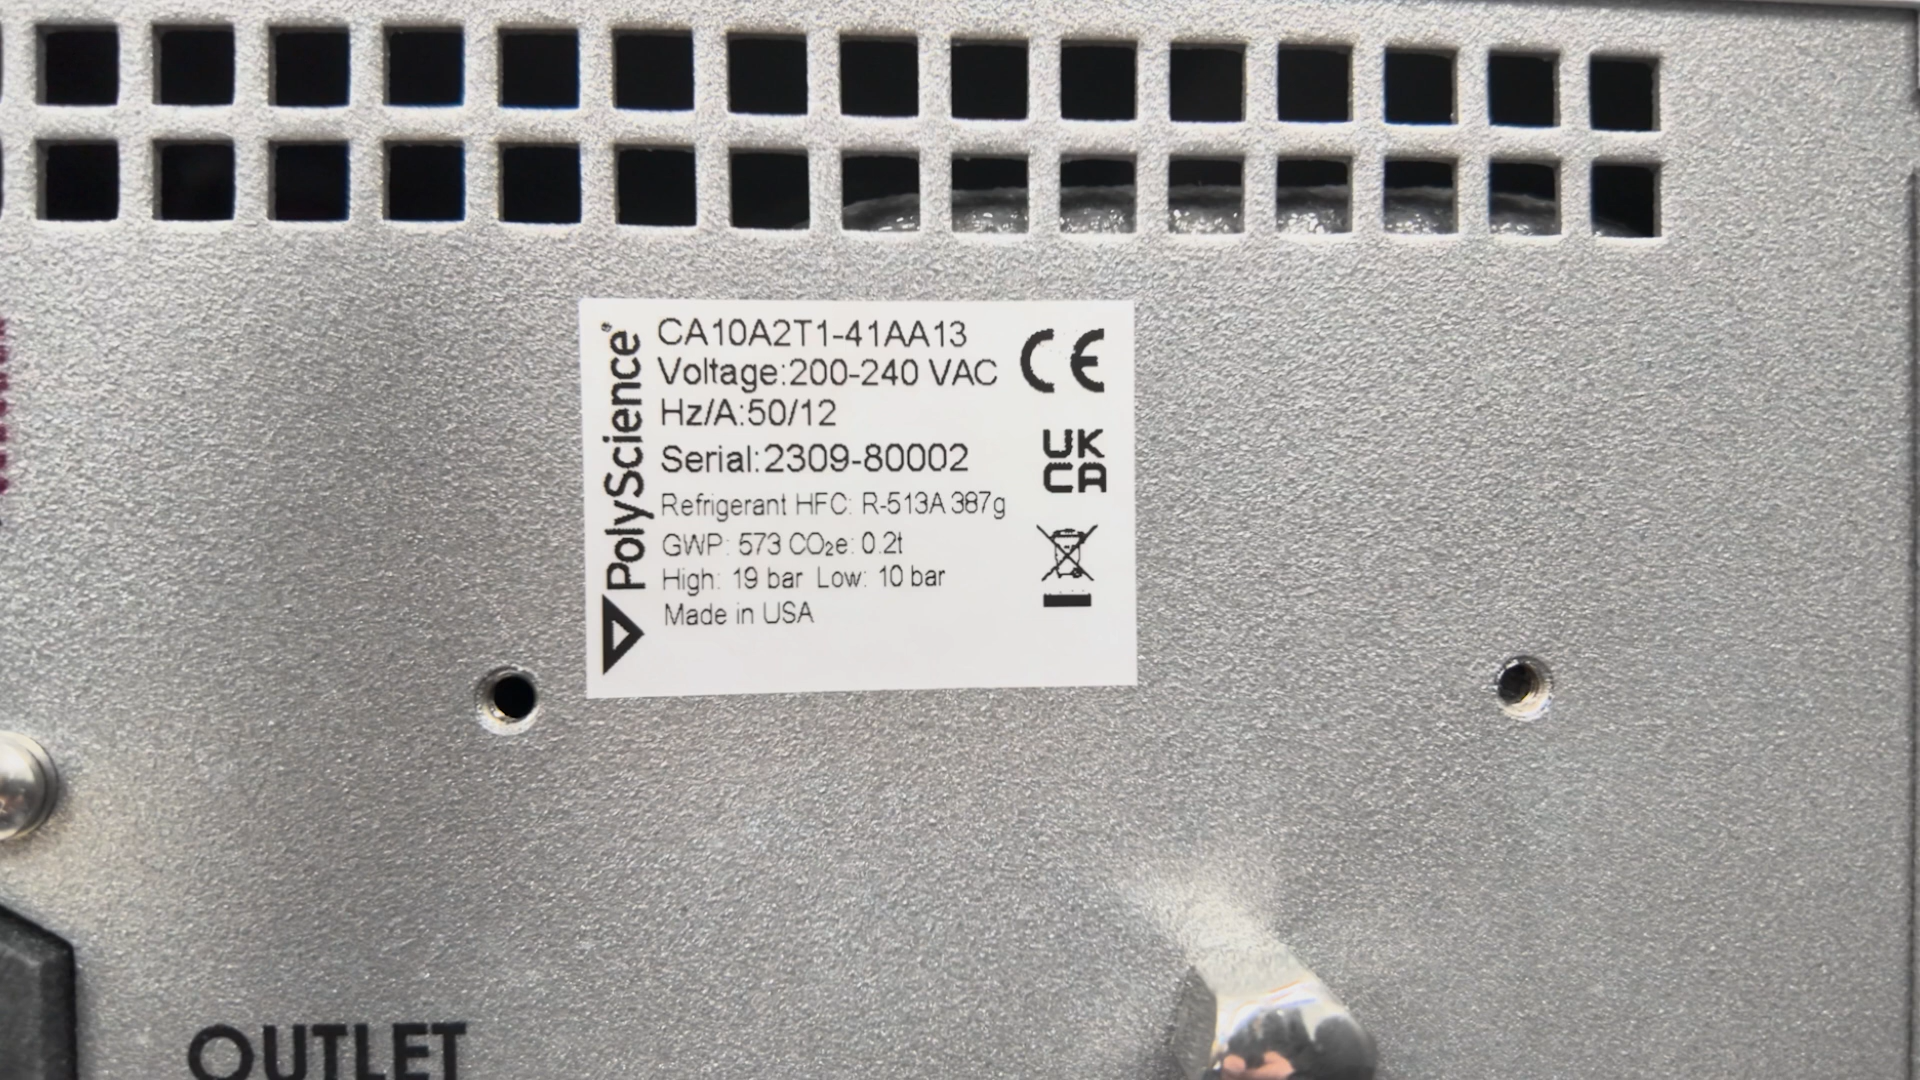 PolyScience®
CA10A2T1-41AA13
Voltage:200-240 VAC
Hz/A:50/12
Serial:2309-80002
Refrigerant HFC: R-513A 387g
GWP: 573 CO₂e: 0.2t
High: 19 bar Low: 10 bar
Made in USA
CE
UK
CA
OUTLET